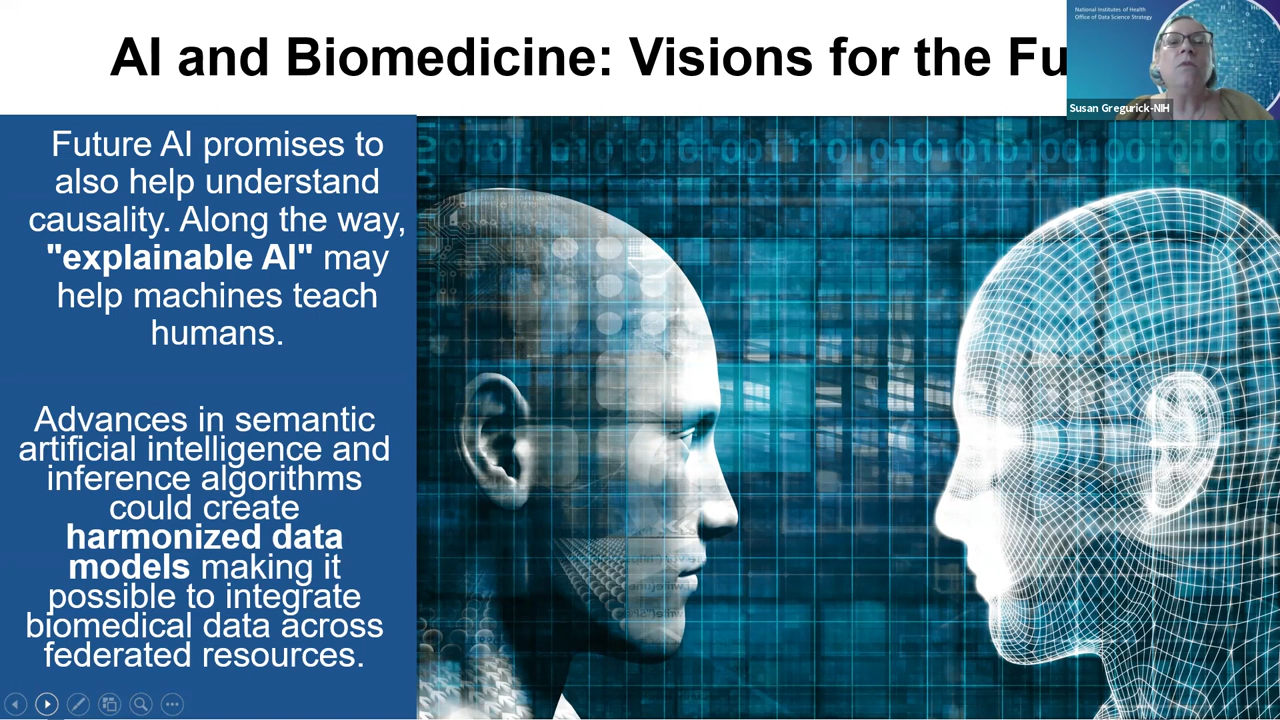 AI and Biomedicine: Visions for the Fu
National Institutes of Health
Office of Data Science Strategy
Susan Gregurick-NIH
Future AI promises to
also help understand
causality. Along the way,
"explainable AI" may
help machines teach
humans.
Advances in semantic
artificial intelligence and
inference algorithms
could create
harmonized data
models making it
possible to integrate
biomedical data across
federated resources.